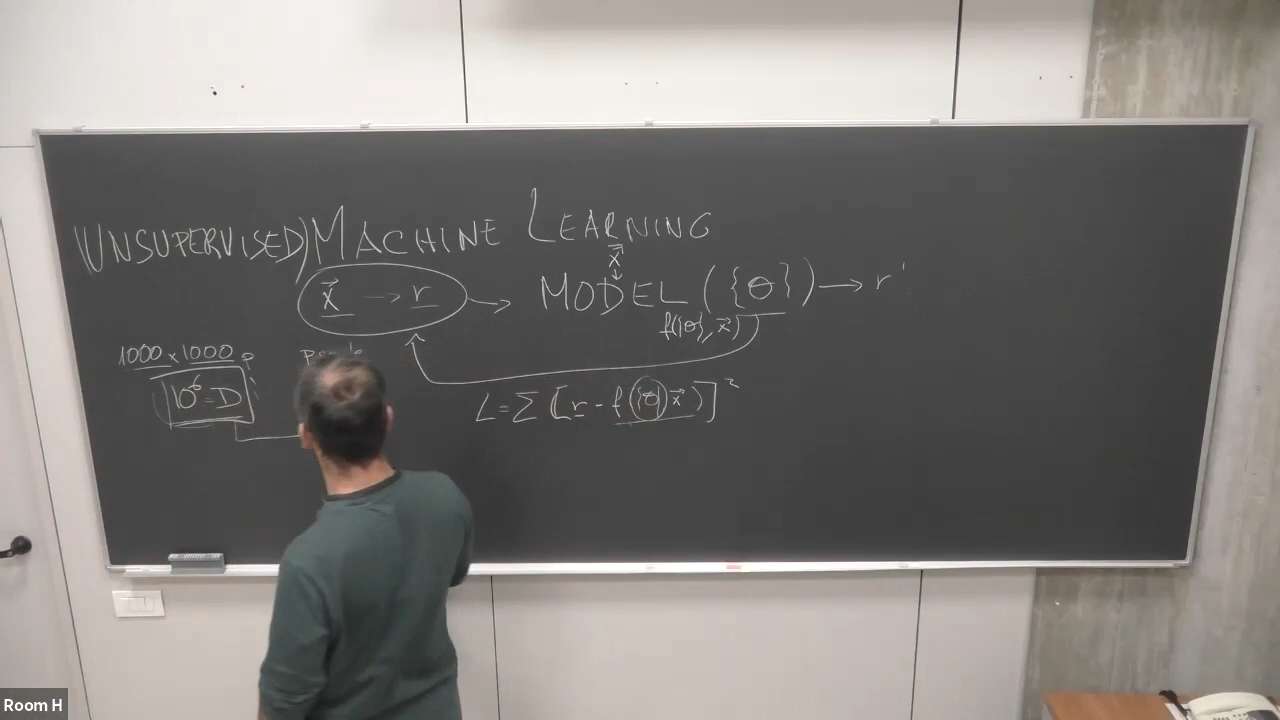 (UNSUPERVISED) MACHINE LEARNING
x⃗
x⃗ → r → MODEL ({θ}) → r'
f({θ}, x⃗)
1000 x 1000 p
10⁶ = D
L = Σ [r - f({θ} x⃗)]²
Room H